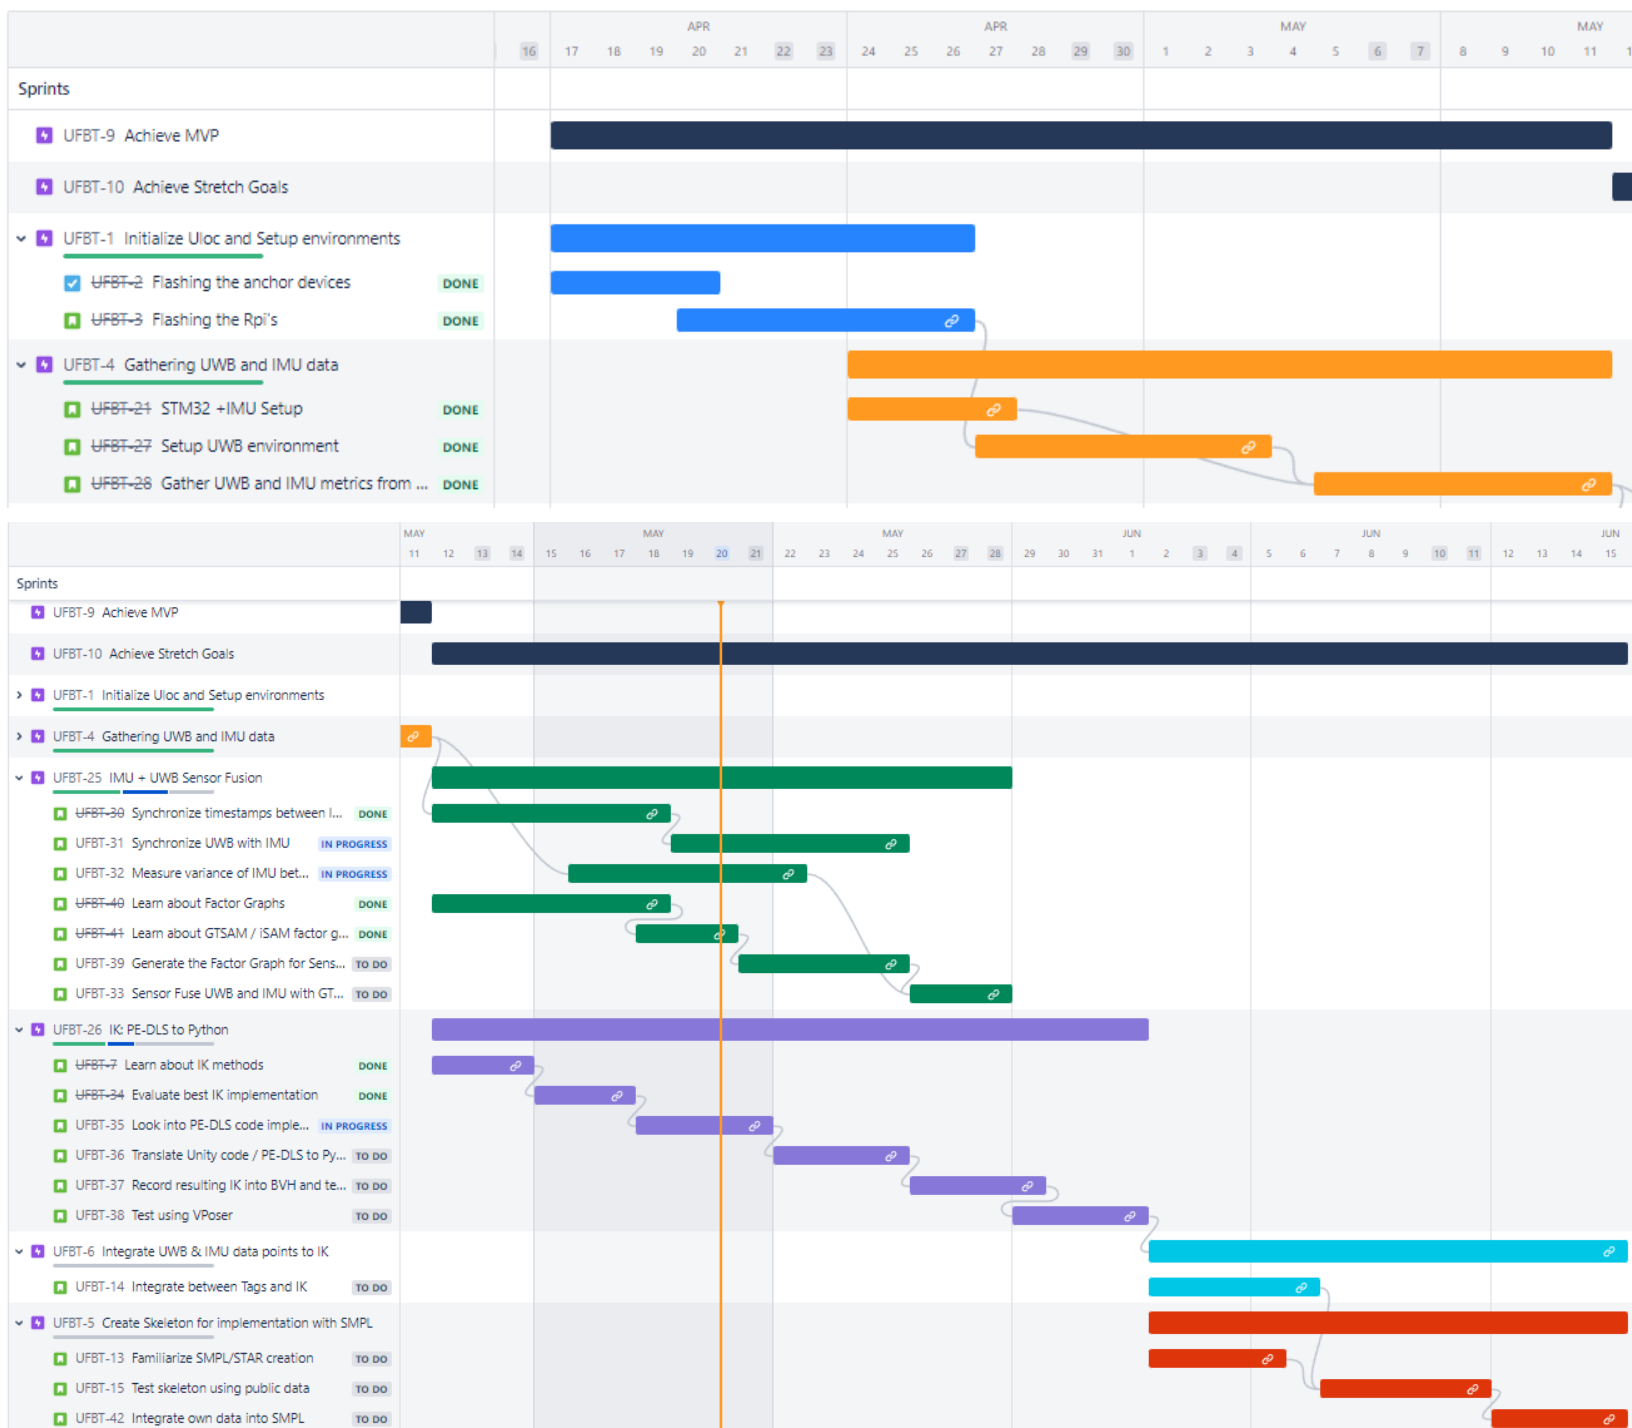 APR APR MAY MAY
16 17 18 19 20 21 22 23 24 25 26 27 28 29 30 1 2 3 4 5 6 7 8 9 10 11
Sprints
UFBT-9 Achieve MVP
UFBT-10 Achieve Stretch Goals
UFBT-1 Initialize Uloc and Setup environments
UFBT-2 Flashing the anchor devices DONE
UFBT-3 Flashing the Rpi's DONE
UFBT-4 Gathering UWB and IMU data
UFBT-21 STM32 +IMU Setup DONE
UFBT-27 Setup UWB environment DONE
UFBT-28 Gather UWB and IMU metrics from ... DONE
MAY MAY MAY JUN JUN JUN
11 12 13 14 15 16 17 18 19 20 21 22 23 24 25 26 27 28 29 30 31 1 2 3 4 5 6 7 8 9 10 11 12 13 14 15
Sprints
UFBT-9 Achieve MVP
UFBT-10 Achieve Stretch Goals
UFBT-1 Initialize Uloc and Setup environments
UFBT-4 Gathering UWB and IMU data
UFBT-25 IMU + UWB Sensor Fusion
UFBT-30 Synchronize timestamps between I... DONE
UFBT-31 Synchronize UWB with IMU IN PROGRESS
UFBT-32 Measure variance of IMU bet... IN PROGRESS
UFBT-40 Learn about Factor Graphs DONE
UFBT-41 Learn about GTSAM / iSAM factor g... DONE
UFBT-39 Generate the Factor Graph for Sens... TO DO
UFBT-33 Sensor Fuse UWB and IMU with GT... TO DO
UFBT-26 IK: PE-DLS to Python
UFBT-7 Learn about IK methods DONE
UFBT-34 Evaluate best IK implementation DONE
UFBT-35 Look into PE-DLS code imple... IN PROGRESS
UFBT-36 Translate Unity code / PE-DLS to Py... TO DO
UFBT-37 Record resulting IK into BVH and te... TO DO
UFBT-38 Test using VPoser TO DO
UFBT-6 Integrate UWB & IMU data points to IK
UFBT-14 Integrate between Tags and IK TO DO
UFBT-5 Create Skeleton for implementation with SMPL
UFBT-13 Familiarize SMPL/STAR creation TO DO
UFBT-15 Test skeleton using public data TO DO
UFBT-42 Integrate own data into SMPL TO DO